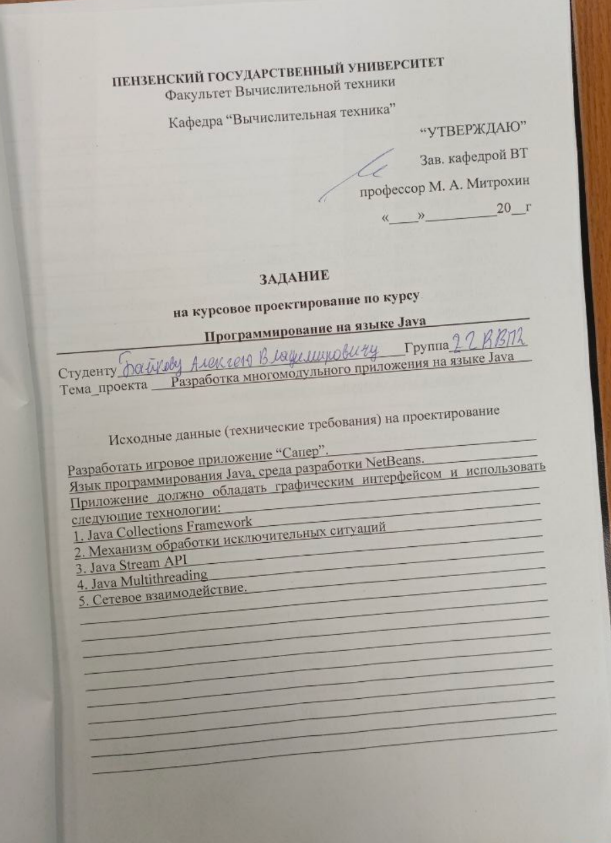 ПЕНЗЕНСКИЙ ГОСУДАРСТВЕННЫЙ УНИВЕРСИТЕТ
Факультет Вычислительной техники
Кафедра “Вычислительная техника”
“УТВЕРЖДАЮ”
Зав. кафедрой ВТ
профессор М. А. Митрохин
«____»__________20__г
ЗАДАНИЕ
на курсовое проектирование по курсу
Программирование на языке Java
Студенту Байкову Алексею Владимировичу Группа 22ВВП2
Тема_проекта Разработка многомодульного приложения на языке Java
Исходные данные (технические требования) на проектирование
Разработать игровое приложение “Сапер”.
Язык программирования Java, среда разработки NetBeans.
Приложение должно обладать графическим интерфейсом и использовать
следующие технологии:
1. Java Collections Framework
2. Механизм обработки исключительных ситуаций
3. Java Stream API
4. Java Multithreading
5. Сетевое взаимодействие.